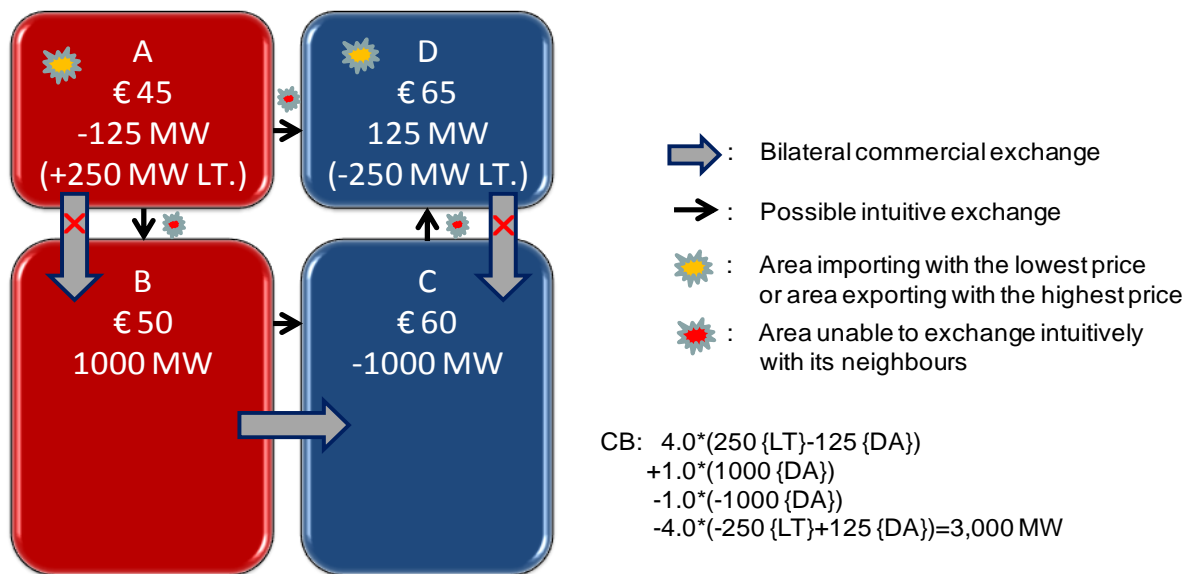 A
€ 45
-125 MW
(+250 MW LT.)
D
€ 65
125 MW
(-250 MW LT.)
B
€ 50
1000 MW
C
€ 60
-1000 MW
: Bilateral commercial exchange
: Possible intuitive exchange
: Area importing with the lowest price
or area exporting with the highest price
: Area unable to exchange intuitively
with its neighbours
CB: 4.0*(250 {LT}-125 {DA})
+1.0*(1000 {DA})
-1.0*(-1000 {DA})
-4.0*(-250 {LT}+125 {DA})=3,000 MW